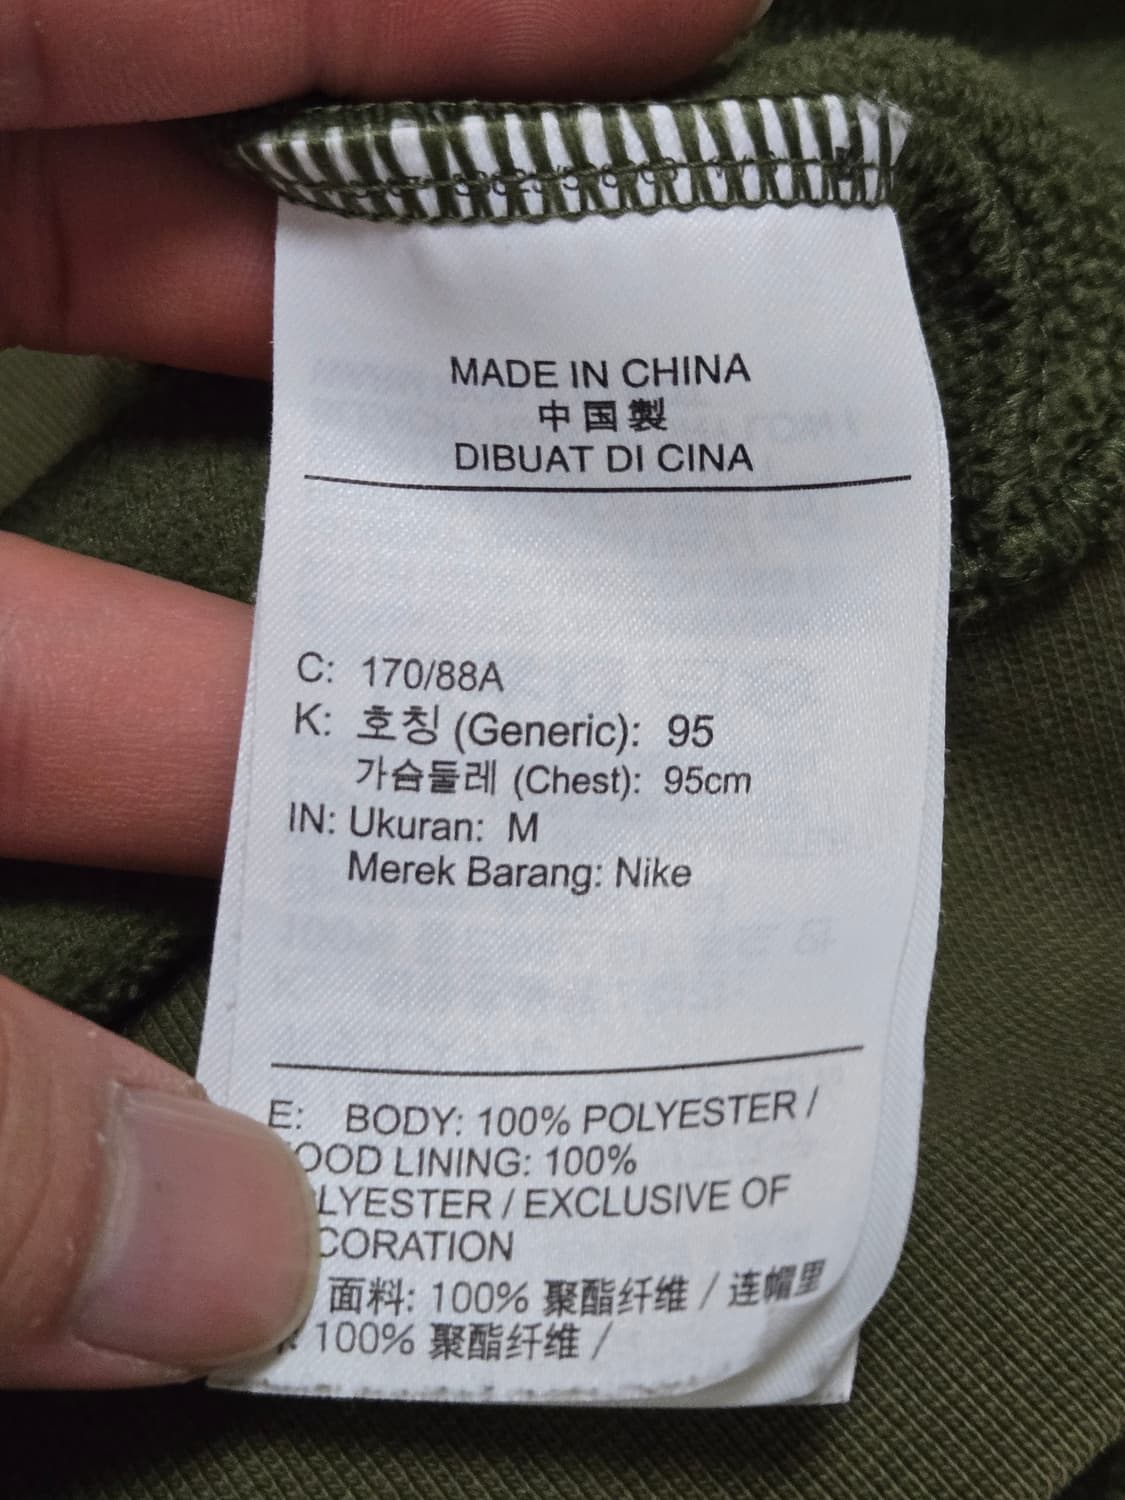 MADE IN CHINA
中国製
DIBUAT DI CINA
C: 170/88A
K: 호칭 (Generic): 95
가슴둘레 (Chest): 95cm
IN: Ukuran: M
Merek Barang: Nike
E: BODY: 100% POLYESTER /
OOD LINING: 100%
LYESTER / EXCLUSIVE OF
CORATION
面料: 100% 聚酯纤维 / 连帽里
: 100% 聚酯纤维 /